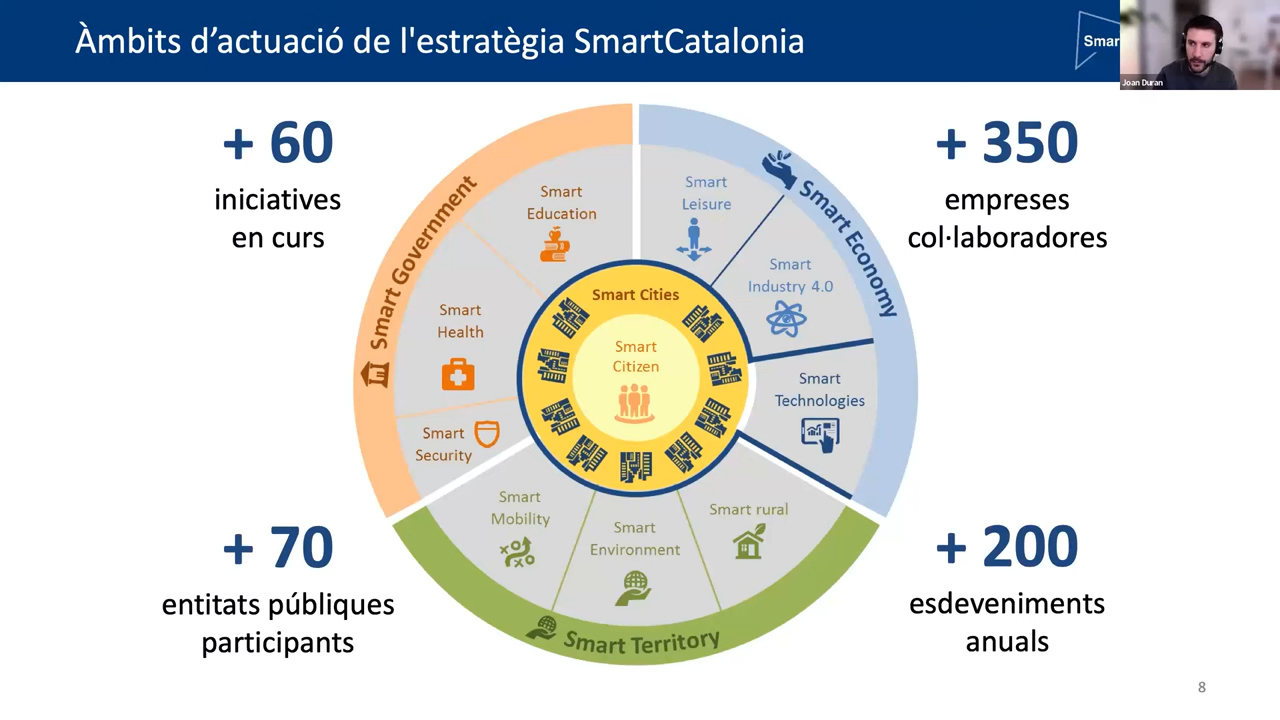 Àmbits d'actuació de l'estratègia SmartCatalonia
Smar
Joan Duran
+ 60
iniciatives
en curs
+ 350
empreses
col·laboradores
+ 70
entitats públiques
participants
+ 200
esdeveniments
anuals
Smart Government
Smart
Education
Smart
Health
Smart
Security
Smart Economy
Smart
Leisure
Smart
Industry 4.0
Smart
Technologies
Smart Cities
Smart
Citizen
Smart
Mobility
Smart
Environment
Smart rural
Smart Territory
8